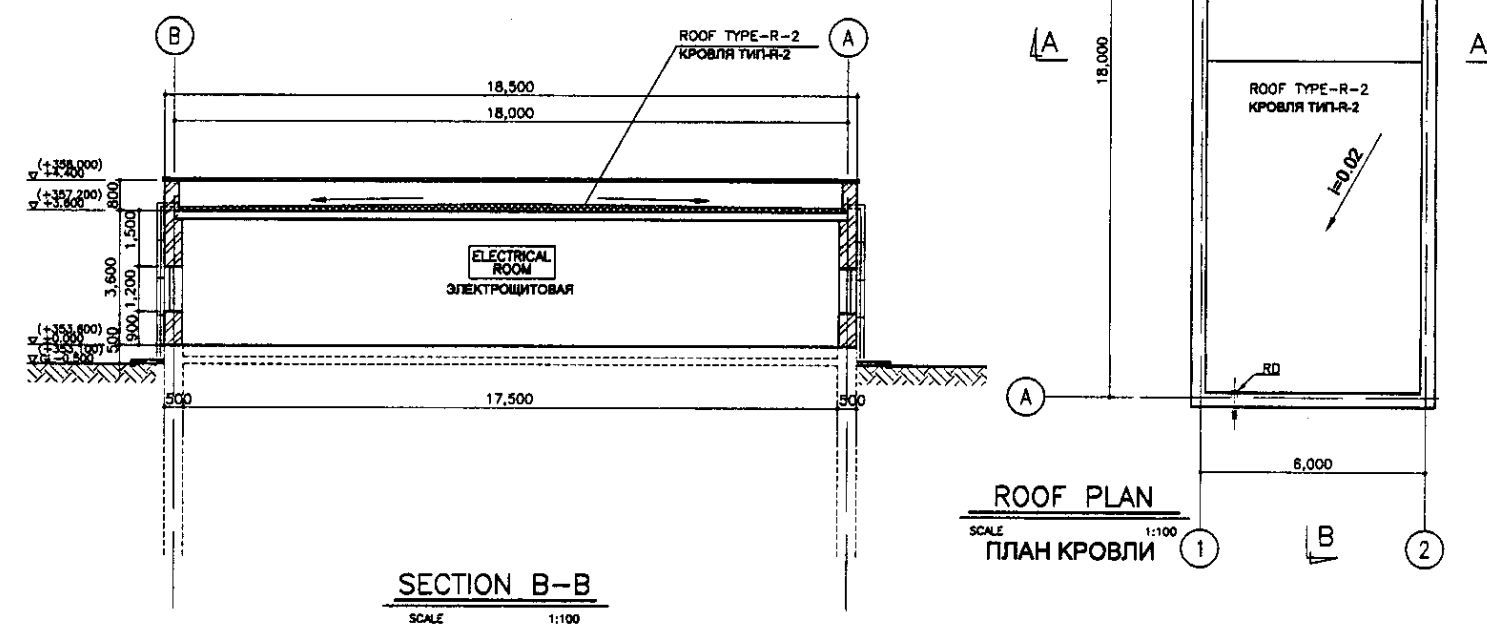 B
A
ROOF TYPE-R-2
КРОВЛЯ ТИП-R-2
18,500
18,000
(+358.000)
+4.400
(+357.200)
+3.600
800
1,500
3,600
1,200
900
500
(+353.600)
±0.000
(+353.100)
ELECTRICAL
ROOM
ЭЛЕКТРОЩИТОВАЯ
500
17,500
500
SECTION B-B
SCALE 1:100
A
A
18,000
ROOF TYPE-R-2
КРОВЛЯ ТИП-R-2
i=0.02
RD
A
6,000
ROOF PLAN
SCALE 1:100
ПЛАН КРОВЛИ
1
B
2